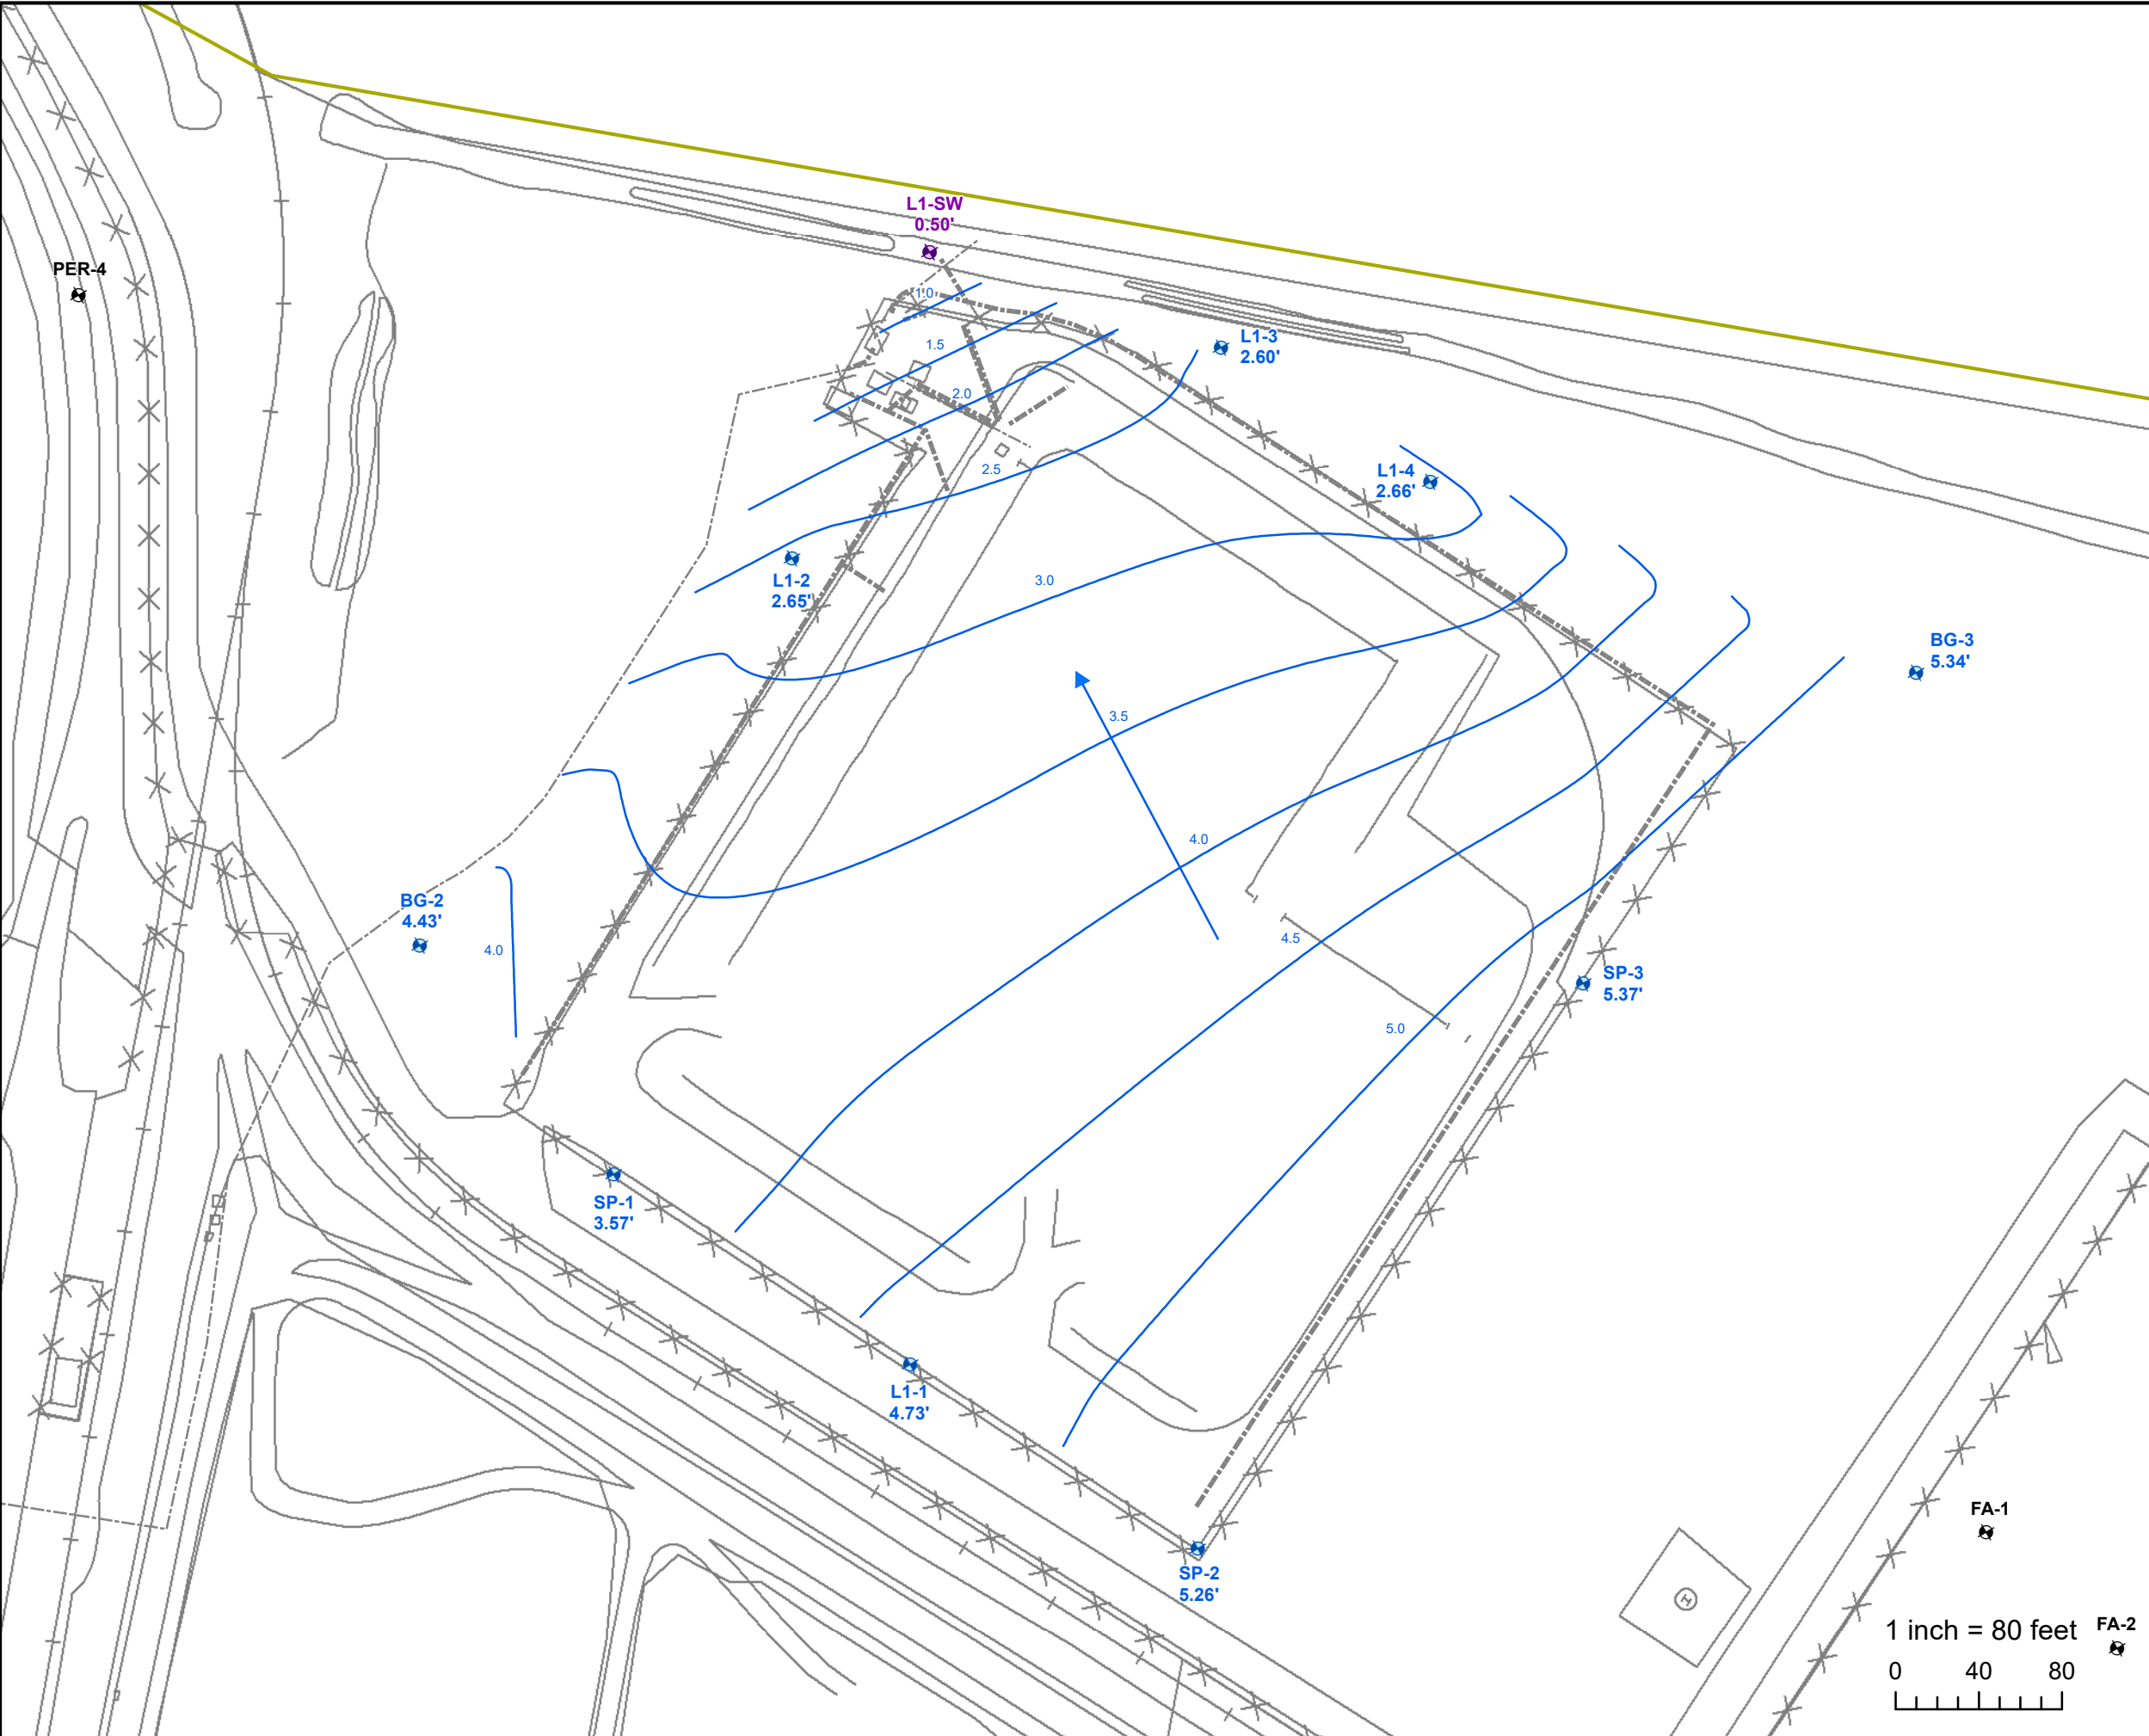 L1-SW
0.50'
PER-4
1.0
L1-3
2.60'
1.5
2.0
2.5
L1-4
2.66'
L1-2
2.65'
3.0
BG-3
5.34'
3.5
4.0
BG-2
4.43'
4.0
4.5
SP-3
5.37'
5.0
SP-1
3.57'
L1-1
4.73'
SP-2
5.26'
FA-1
H
FA-2
1 inch = 80 feet
0 40 80